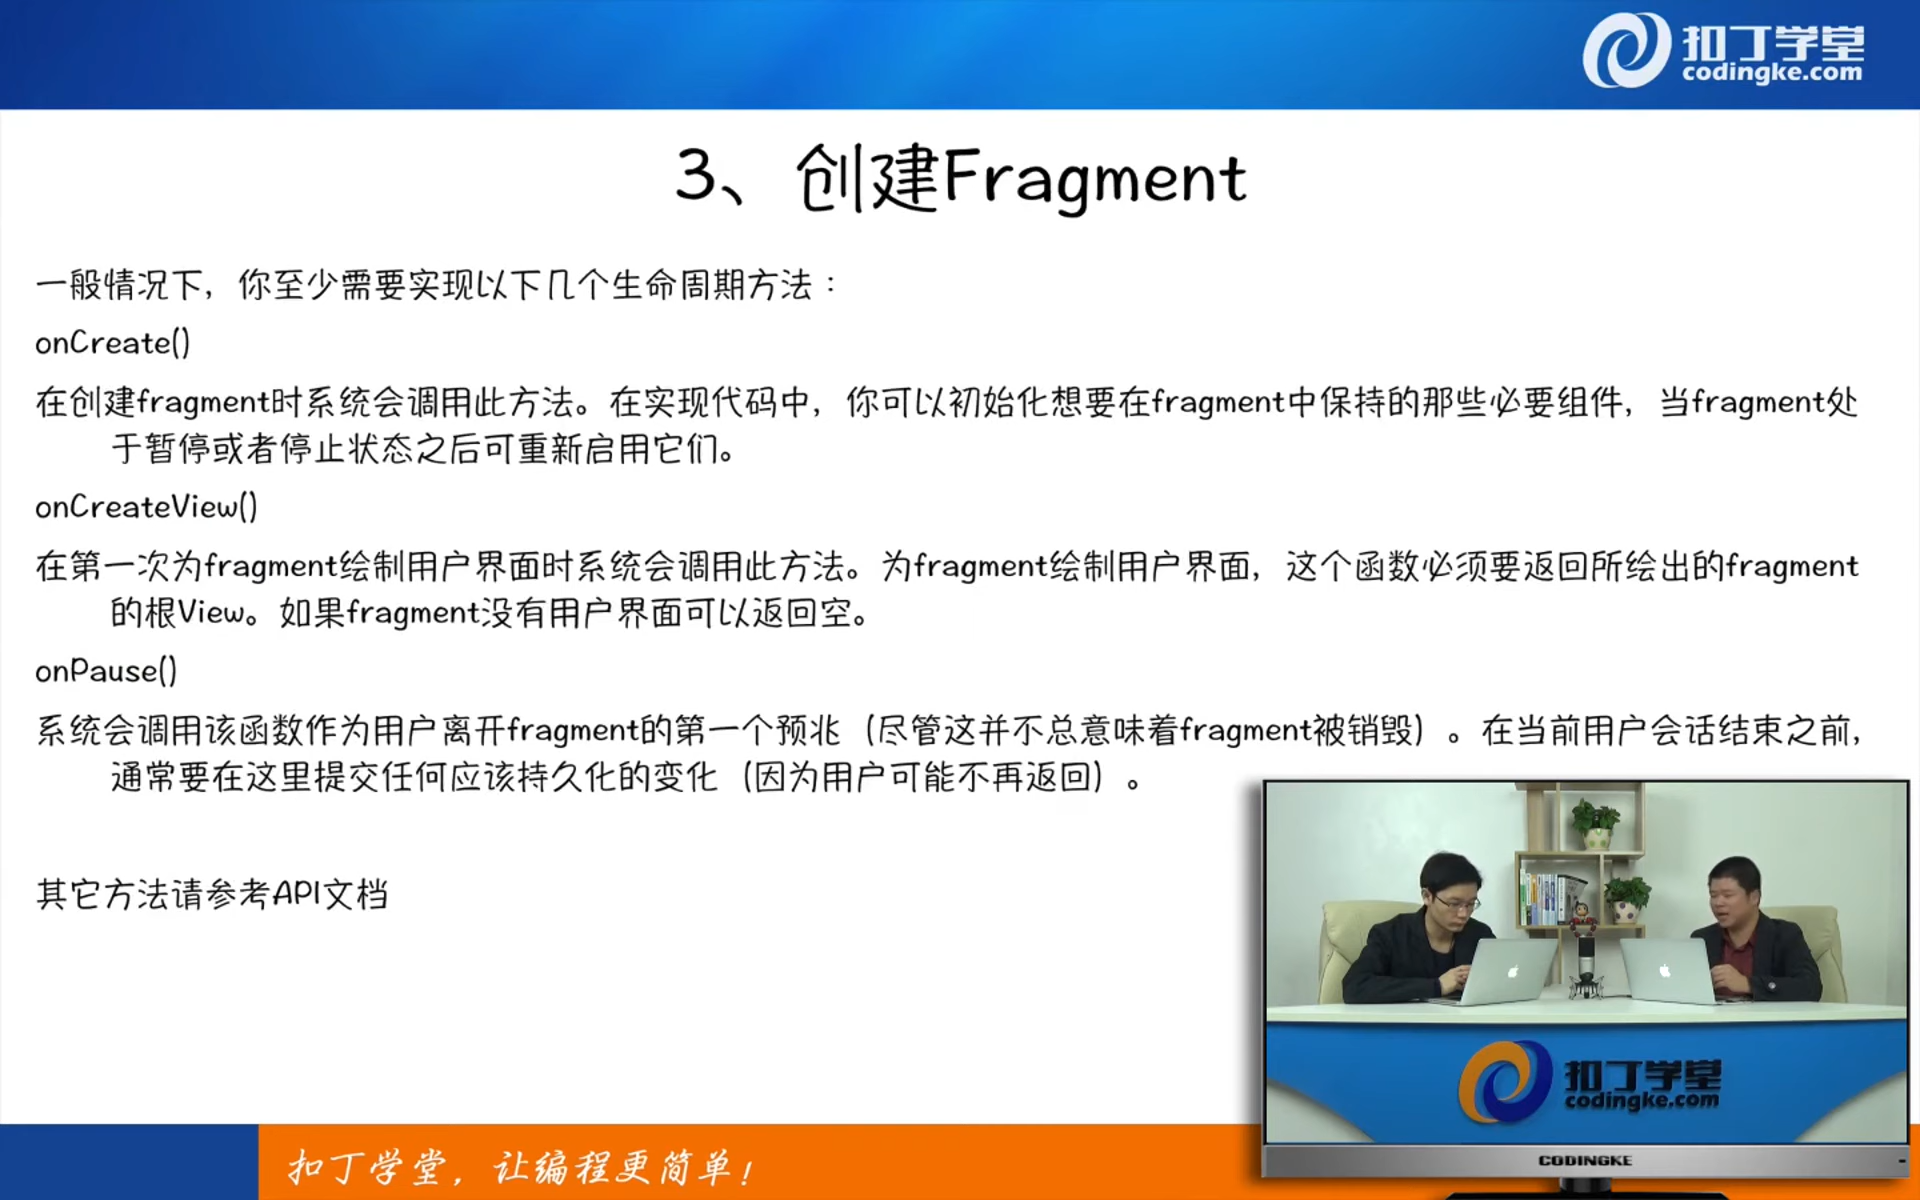 扣丁学堂
codingke.com
3、创建Fragment
一般情况下，你至少需要实现以下几个生命周期方法：
onCreate()
在创建fragment时系统会调用此方法。在实现代码中，你可以初始化想要在fragment中保持的那些必要组件，当fragment处
于暂停或者停止状态之后可重新启用它们。
onCreateView()
在第一次为fragment绘制用户界面时系统会调用此方法。为fragment绘制用户界面，这个函数必须要返回所绘出的fragment
的根View。如果fragment没有用户界面可以返回空。
onPause()
系统会调用该函数作为用户离开fragment的第一个预兆（尽管这并不总意味着fragment被销毁）。在当前用户会话结束之前，
通常要在这里提交任何应该持久化的变化（因为用户可能不再返回）。
其它方法请参考API文档
扣丁学堂
codingke.com
CODINGKE
扣丁学堂，让编程更简单！